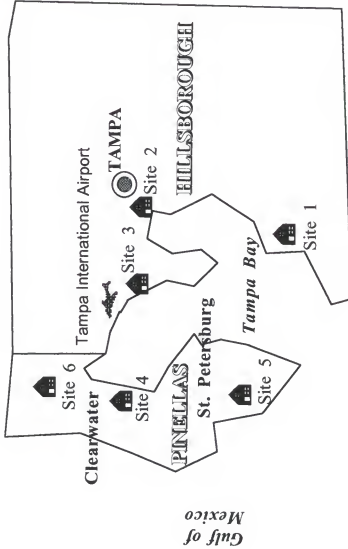 Tampa International Airport
TAMPA
Site 2
Site 3
HILLSBOROUGH
Site 6
Clearwater
Site 4
PINELLAS
St. Petersburg
Tampa Bay
Site 1
Site 5
Gulf of
Mexico